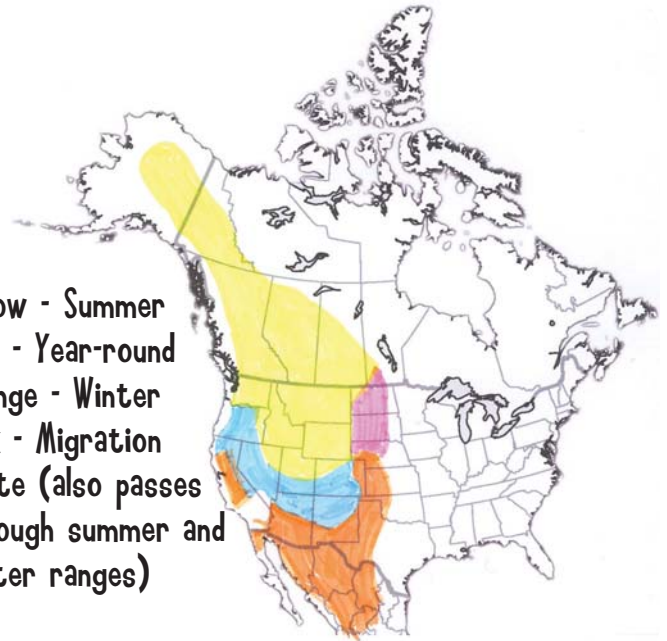 ow - Summer
- Year-round
nge - Winter
- Migration
te (also passes
ough summer and
ter ranges)